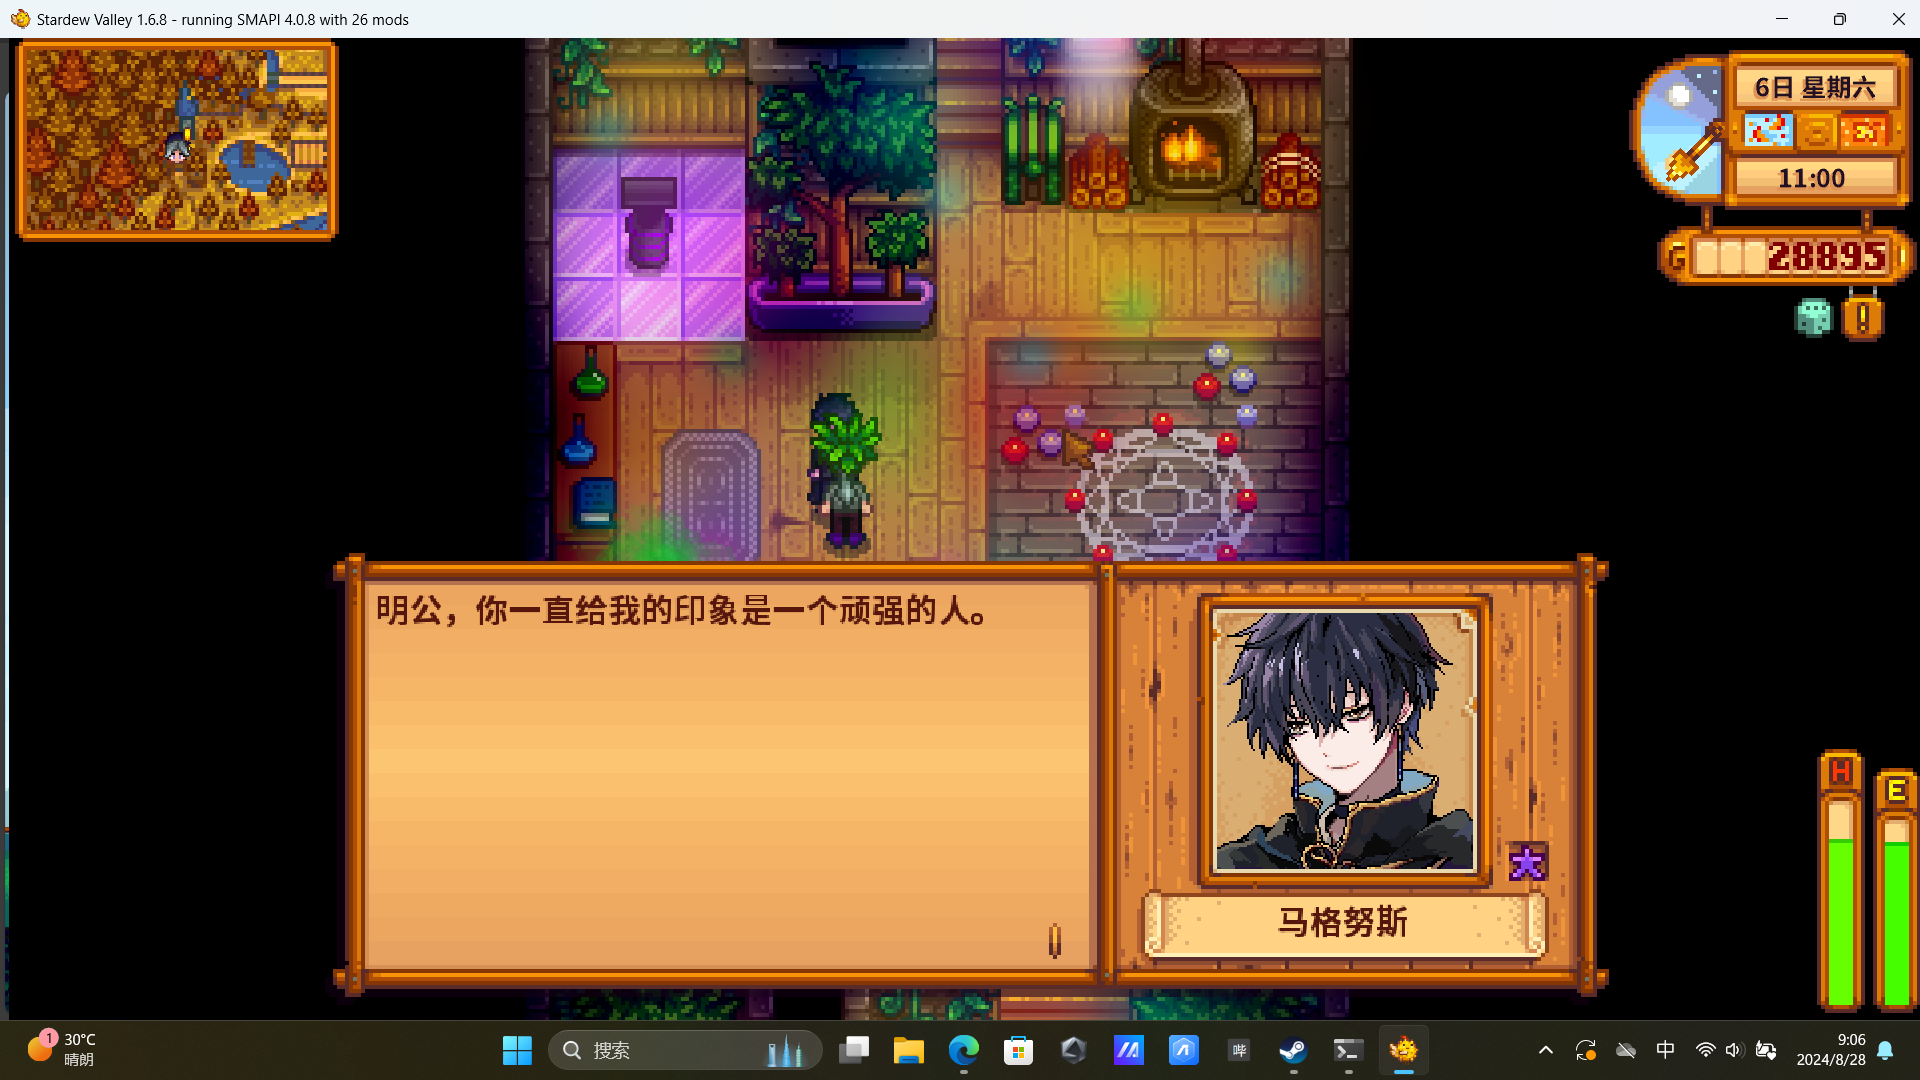 Stardew Valley 1.6.8 - running SMAPI 4.0.8 with 26 mods
6日 星期六
11:00
G 28895
!
明公，你一直给我的印象是一个顽强的人。
马格努斯
H
E
1
30°C
晴朗
搜索
哔
中
9:06
2024/8/28